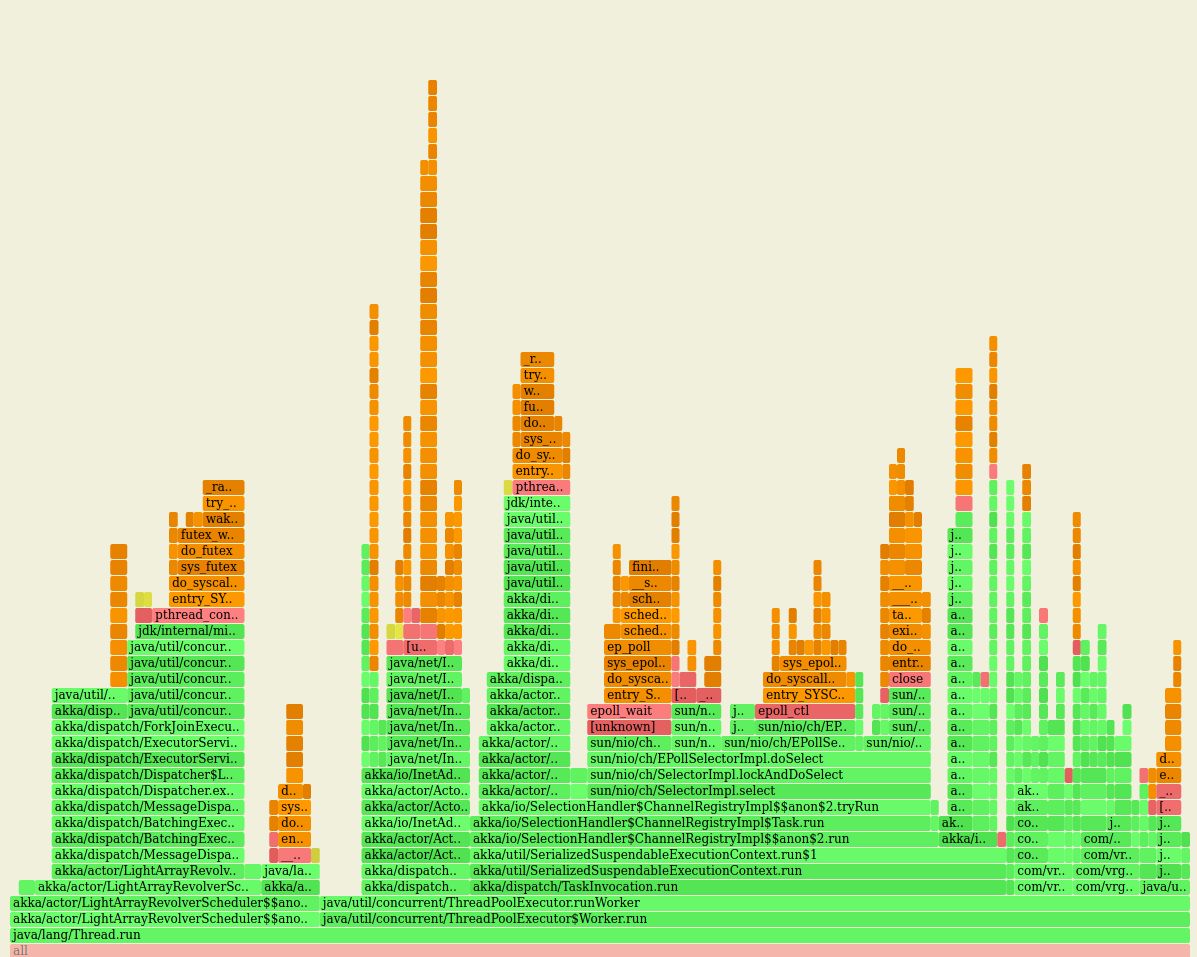 _r..
try..
w..
fu..
do..
sys_..
do_sy..
entry..
_ra.. pthrea..
try_.. jdk/inte..
wak.. java/util..
futex_w.. java/util.. j..
do_futex java/util.. j..
sys_futex java/util.. fini.. j..
do_syscal.. java/util.. __s.. __.. j..
entry_SY.. akka/di.. sch.. ___.. j..
pthread_con.. akka/di.. sched.. ta.. a..
jdk/internal/mi.. akka/di.. sched.. exi.. a..
java/util/concur.. [u.. akka/di.. ep_poll do_.. a..
java/util/concur.. java/net/I.. akka/di.. sys_epol.. sys_epol.. entr.. a..
java/util/concur.. java/net/I.. akka/dispa.. do_sysca.. do_syscall.. close a..
java/util/.. java/util/concur.. java/net/I.. akka/actor.. entry_S.. [.. _.. entry_SYSC.. sun/.. a..
akka/disp.. java/util/concur.. java/net/In.. akka/actor.. epoll_wait sun/n.. j.. epoll_ctl sun/.. a..
akka/dispatch/ForkJoinExecu.. java/net/In.. akka/actor.. [unknown] sun/n.. j.. sun/nio/ch/EP.. sun/.. a..
akka/dispatch/ExecutorServi.. java/net/In.. akka/actor/.. sun/nio/ch.. sun/n.. sun/nio/ch/EPollSe.. sun/nio/.. a..
akka/dispatch/ExecutorServi.. java/net/In.. akka/actor/.. sun/nio/ch/EPollSelectorImpl.doSelect a.. d..
akka/dispatch/Dispatcher$L.. akka/io/InetAd.. akka/actor/.. sun/nio/ch/SelectorImpl.lockAndDoSelect a.. e..
akka/dispatch/Dispatcher.ex.. d.. akka/actor/Acto.. akka/actor/.. sun/nio/ch/SelectorImpl.select a.. ak.. _..
akka/dispatch/MessageDispa.. sys.. akka/actor/Acto.. akka/io/SelectionHandler$ChannelRegistryImpl$$anon$2.tryRun a.. ak.. [..
akka/dispatch/BatchingExec.. do.. akka/io/InetAd.. akka/io/SelectionHandler$ChannelRegistryImpl$Task.run ak.. co.. j.. j..
akka/dispatch/BatchingExec.. en.. akka/actor/Act.. akka/io/SelectionHandler$ChannelRegistryImpl$$anon$2.run akka/i.. co.. com/.. j..
akka/dispatch/MessageDispa.. __.. akka/actor/Act.. akka/util/SerializedSuspendableExecutionContext.run$1 co.. com/vr.. j..
akka/actor/LightArrayRevolv.. java/la.. akka/dispatch.. akka/util/SerializedSuspendableExecutionContext.run com/vr.. com/vrg.. j..
akka/actor/LightArrayRevolverSc.. akka/a.. akka/dispatch.. akka/dispatch/TaskInvocation.run com/vr.. com/vrg.. java/u..
akka/actor/LightArrayRevolverScheduler$$ano.. java/util/concurrent/ThreadPoolExecutor.runWorker
akka/actor/LightArrayRevolverScheduler$$ano.. java/util/concurrent/ThreadPoolExecutor$Worker.run
java/lang/Thread.run
all